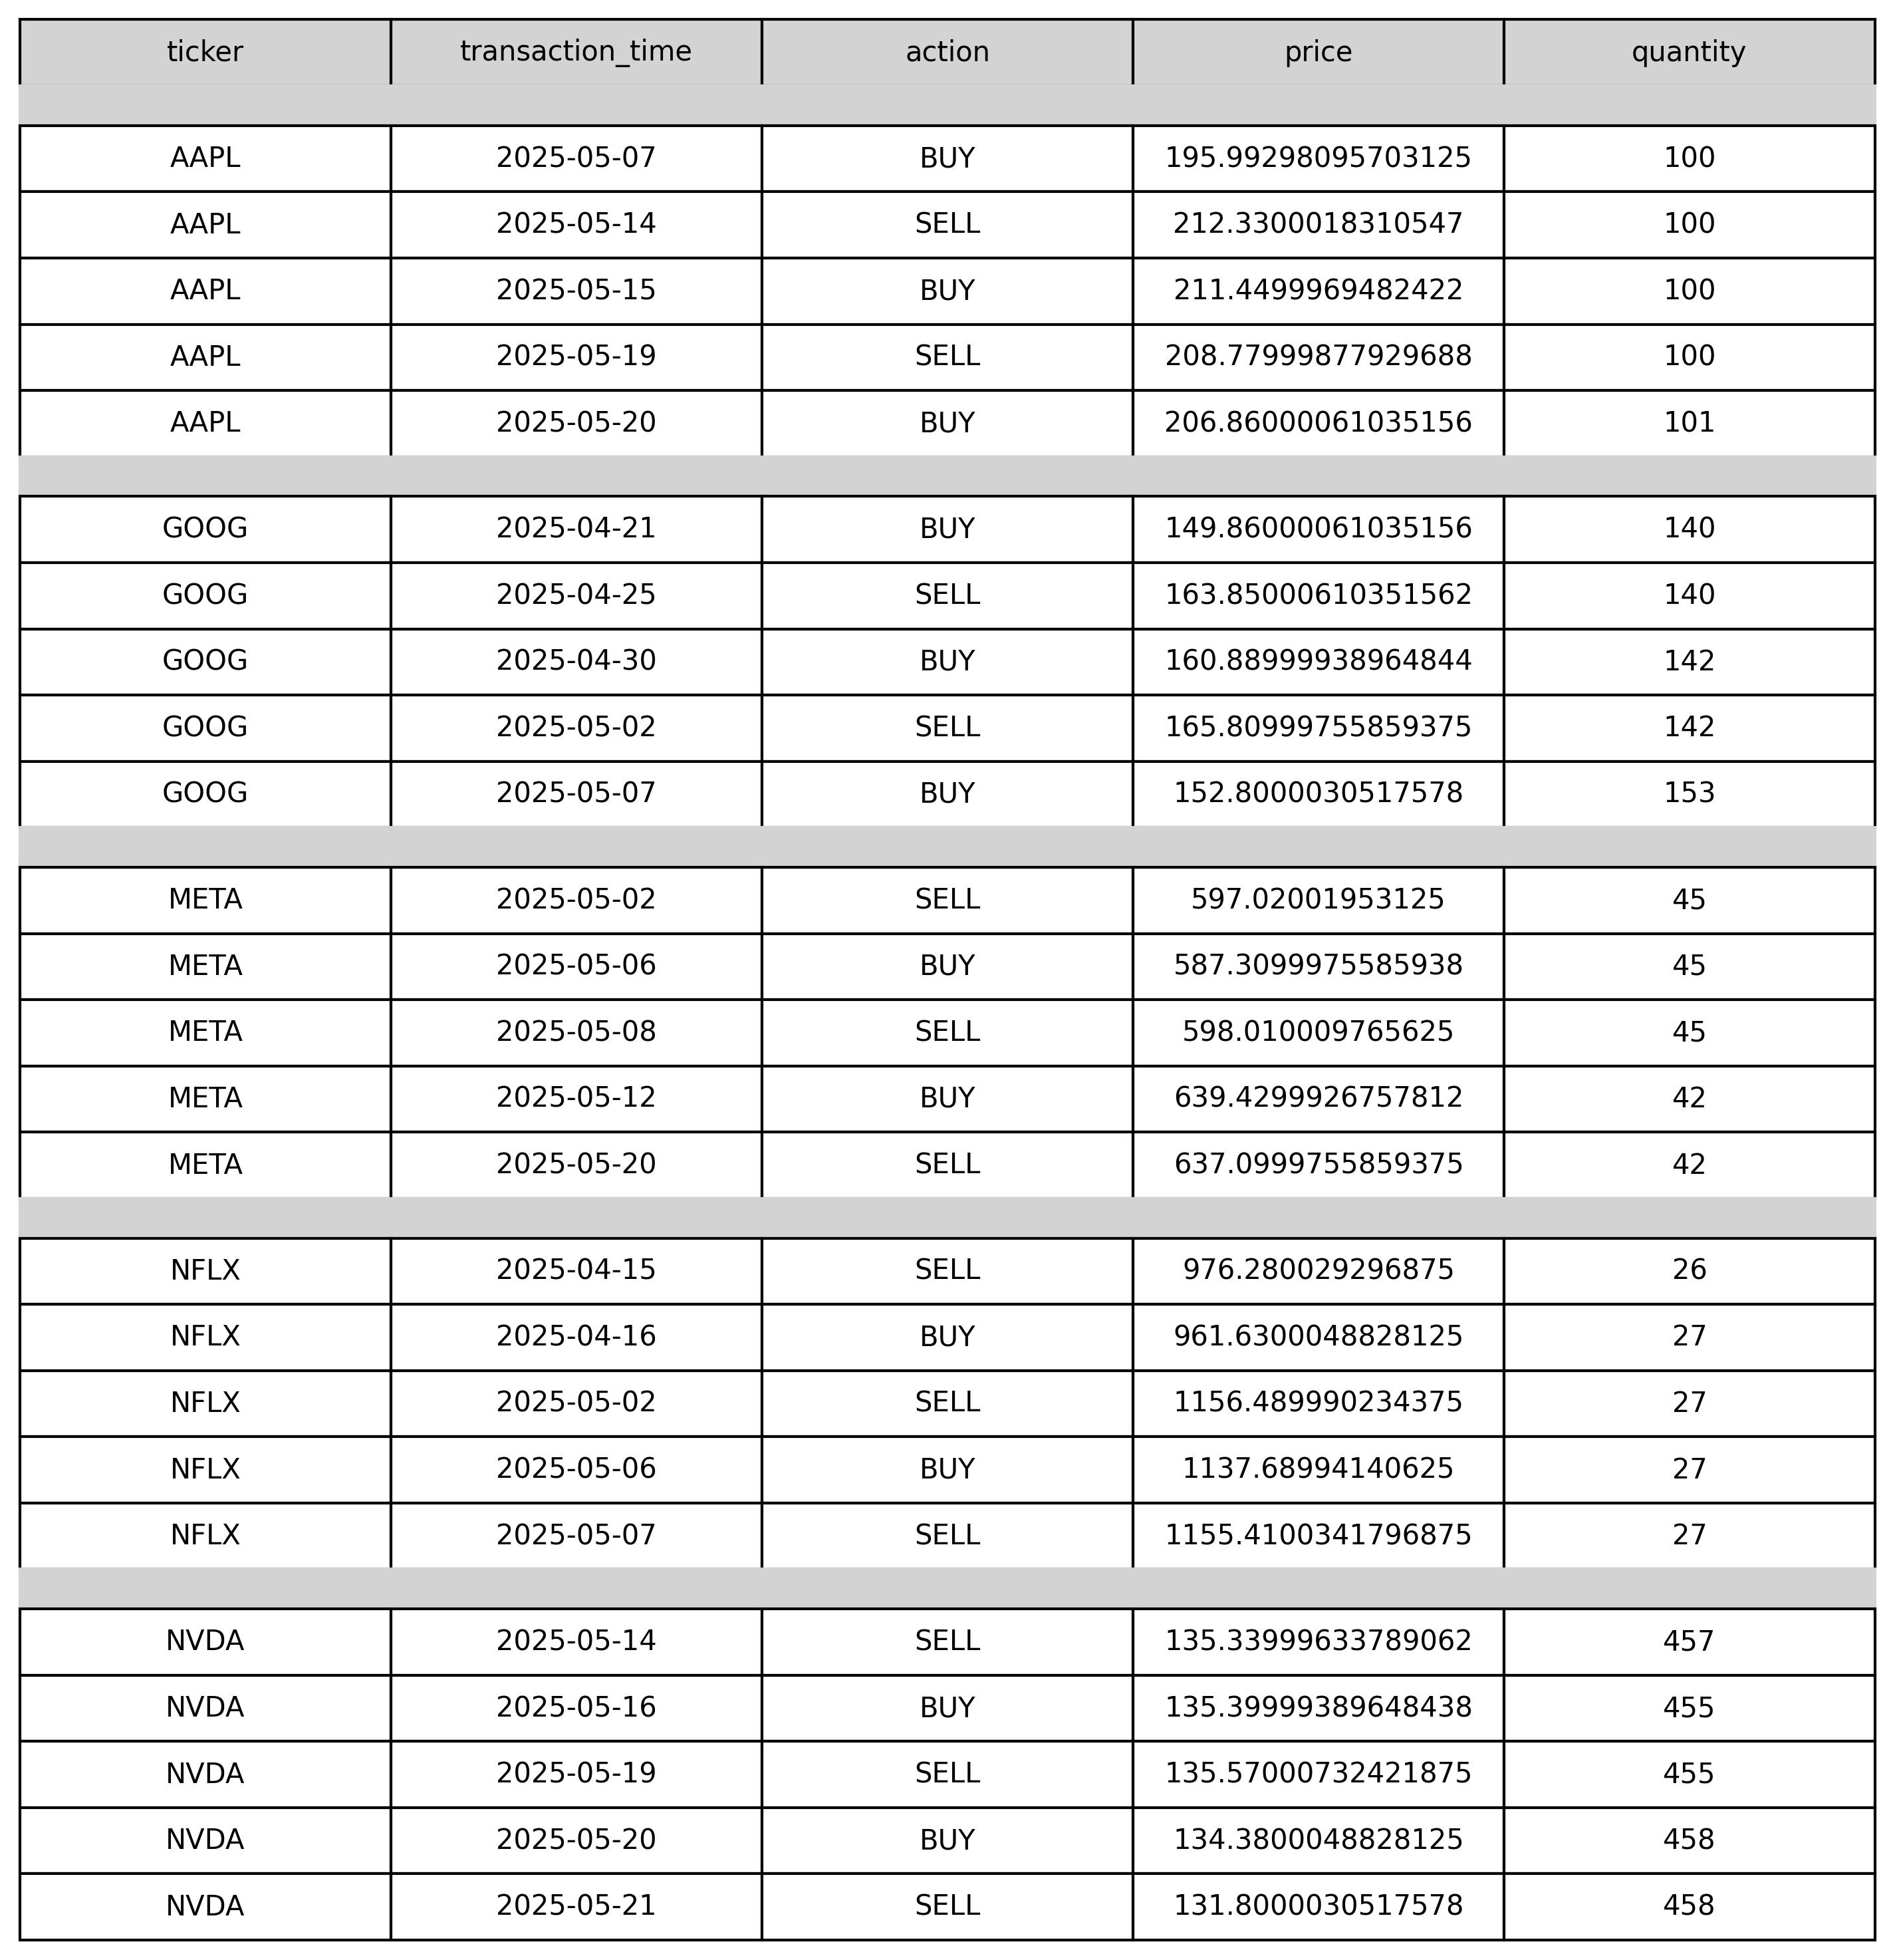 ticker transaction_time action price quantity
AAPL 2025-05-07 BUY 195.99298095703125 100
AAPL 2025-05-14 SELL 212.3300018310547 100
AAPL 2025-05-15 BUY 211.4499969482422 100
AAPL 2025-05-19 SELL 208.77999877929688 100
AAPL 2025-05-20 BUY 206.86000061035156 101
GOOG 2025-04-21 BUY 149.86000061035156 140
GOOG 2025-04-25 SELL 163.85000610351562 140
GOOG 2025-04-30 BUY 160.88999938964844 142
GOOG 2025-05-02 SELL 165.80999755859375 142
GOOG 2025-05-07 BUY 152.8000030517578 153
META 2025-05-02 SELL 597.02001953125 45
META 2025-05-06 BUY 587.3099975585938 45
META 2025-05-08 SELL 598.010009765625 45
META 2025-05-12 BUY 639.4299926757812 42
META 2025-05-20 SELL 637.0999755859375 42
NFLX 2025-04-15 SELL 976.280029296875 26
NFLX 2025-04-16 BUY 961.6300048828125 27
NFLX 2025-05-02 SELL 1156.489990234375 27
NFLX 2025-05-06 BUY 1137.68994140625 27
NFLX 2025-05-07 SELL 1155.4100341796875 27
NVDA 2025-05-14 SELL 135.33999633789062 457
NVDA 2025-05-16 BUY 135.39999389648438 455
NVDA 2025-05-19 SELL 135.57000732421875 455
NVDA 2025-05-20 BUY 134.3800048828125 458
NVDA 2025-05-21 SELL 131.8000030517578 458